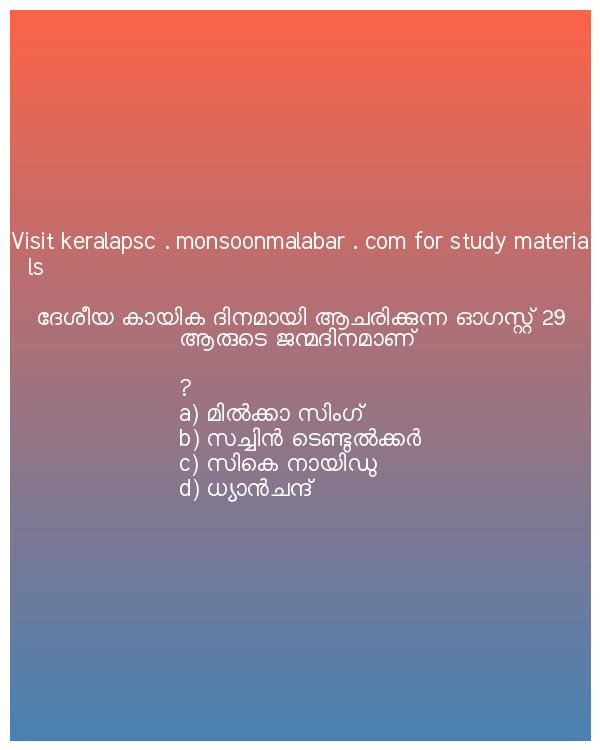 Visit keralapsc . monsoonmalabar . com for study materia
ls
ദേശീയ കായിക ദിനമായി ആചരിക്കുന്ന ഓഗസ്റ്റ് 29
ആരുടെ ജന്മദിനമാണ്
?
a) മിൽക്കാ സിംഗ്
b) സച്ചിൻ ടെണ്ടുൽക്കർ
c) സികെ നായിഡു
d) ധ്യാൻചന്ദ്